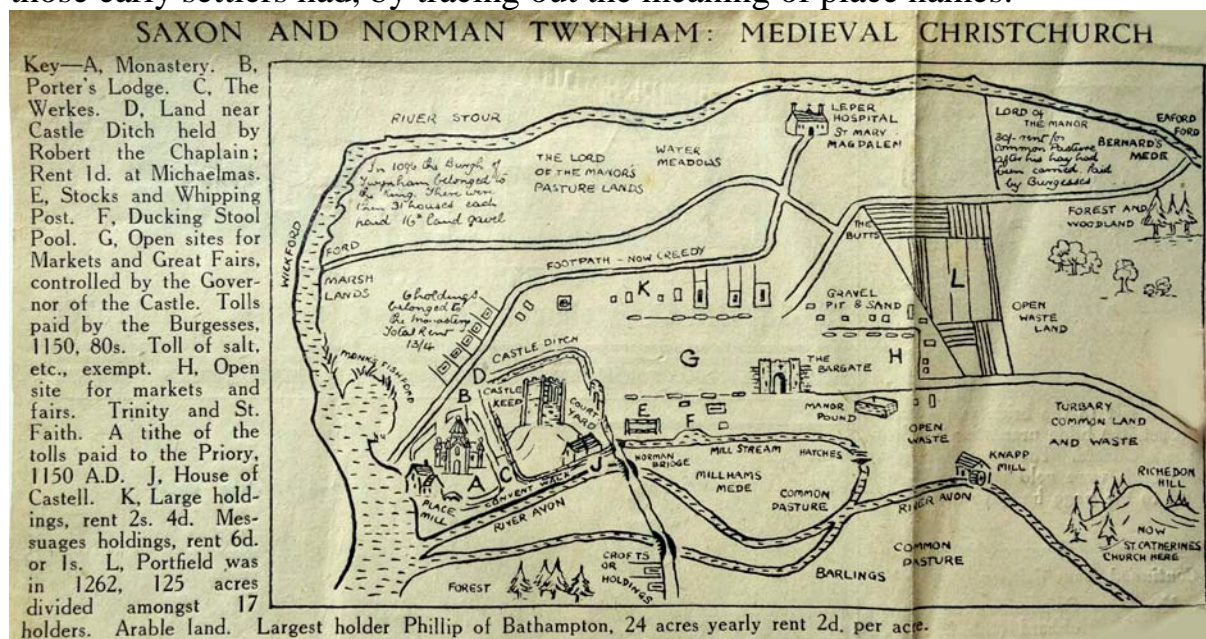 those early settlers had, by tracing out the meaning of place names.
SAXON AND NORMAN TWYNHAM: MEDIEVAL CHRISTCHURCH
Key—A, Monastery. B,
Porter's Lodge. C, The
Werkes. D, Land near
Castle Ditch held by
Robert the Chaplain;
Rent 1d. at Michaelmas.
E, Stocks and Whipping
Post. F, Ducking Stool
Pool. G, Open sites for
Markets and Great Fairs,
controlled by the Gover-
nor of the Castle. Tolls
paid by the Burgesses,
1150, 80s. Toll of salt,
etc., exempt. H, Open
site for markets and
fairs. Trinity and St.
Faith. A tithe of the
tolls paid to the Priory,
1150 A.D. J, House of
Castell. K, Large hold-
ings, rent 2s. 4d. Mes-
suages holdings, rent 6d.
or 1s. L, Portfield was
in 1262, 125 acres
divided amongst 17
holders. Arable land. Largest holder Phillip of Bathampton, 24 acres yearly rent 2d. per acre.
RIVER STOUR
In 1096 the Burgh of
Twynham belonged to
the King. There were
then 31 houses each
paid 16d land gavel
THE LORD
OF THE MANOR'S
PASTURE LANDS
WATER
MEADOWS
LEPER
HOSPITAL
ST MARY
MAGDALEN
LORD OF
THE MANOR
30/- rent for
Common Pasture
after his hay had
been carried. Paid
by Burgesses
BERNARD'S
MEDE
EAFORD
FORD
WICKFORD
FORD
MARSH
LANDS
FOOTPATH - NOW CREEDY
THE
BUTTS
FOREST AND
WOODLAND
6 holdings
belonged to
the monastery
Total Rent
13/4
K
GRAVEL
PIT & SAND
L
OPEN
WASTE
LAND
MONKS FISHPOND
CASTLE DITCH
D
CASTLE
KEEP
COURT
YARD
B
G
THE
BARGATE
H
E
F
MANOR
POUND
OPEN
WASTE
TURBARY
COMMON LAND
AND WASTE
A
C
CONVENT WALK
J
PLACE
MILL
NORMAN
BRIDGE
MILL STREAM
HATCHES
MILLHAMS
MEDE
COMMON
PASTURE
KNAPP
MILL
RICHEDON
HILL
NOW
ST. CATHERINES
CHURCH HERE
RIVER AVON
RIVER AVON
COMMON
PASTURE
FOREST
CROFTS
OR
HOLDINGS
BARLINGS